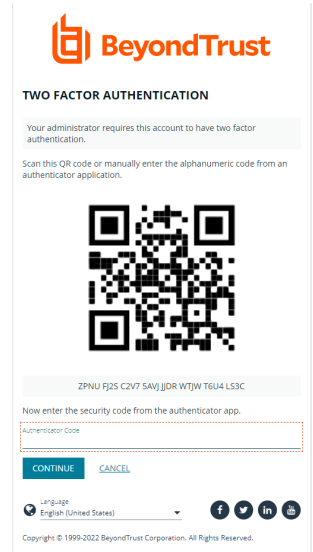 BeyondTrust
TWO FACTOR AUTHENTICATION
Your administrator requires this account to have two factor
authentication.
Scan this QR code or manually enter the alphanumeric code from an
authenticator application.
ZPNU FJ2S C2V7 5AVJ JJDR WTJW T6U4 LS3C
Now enter the security code from the authenticator app.
Authenticator Code
CONTINUE CANCEL
Language
English (United States)
Copyright © 1999-2022 BeyondTrust Corporation. All Rights Reserved.